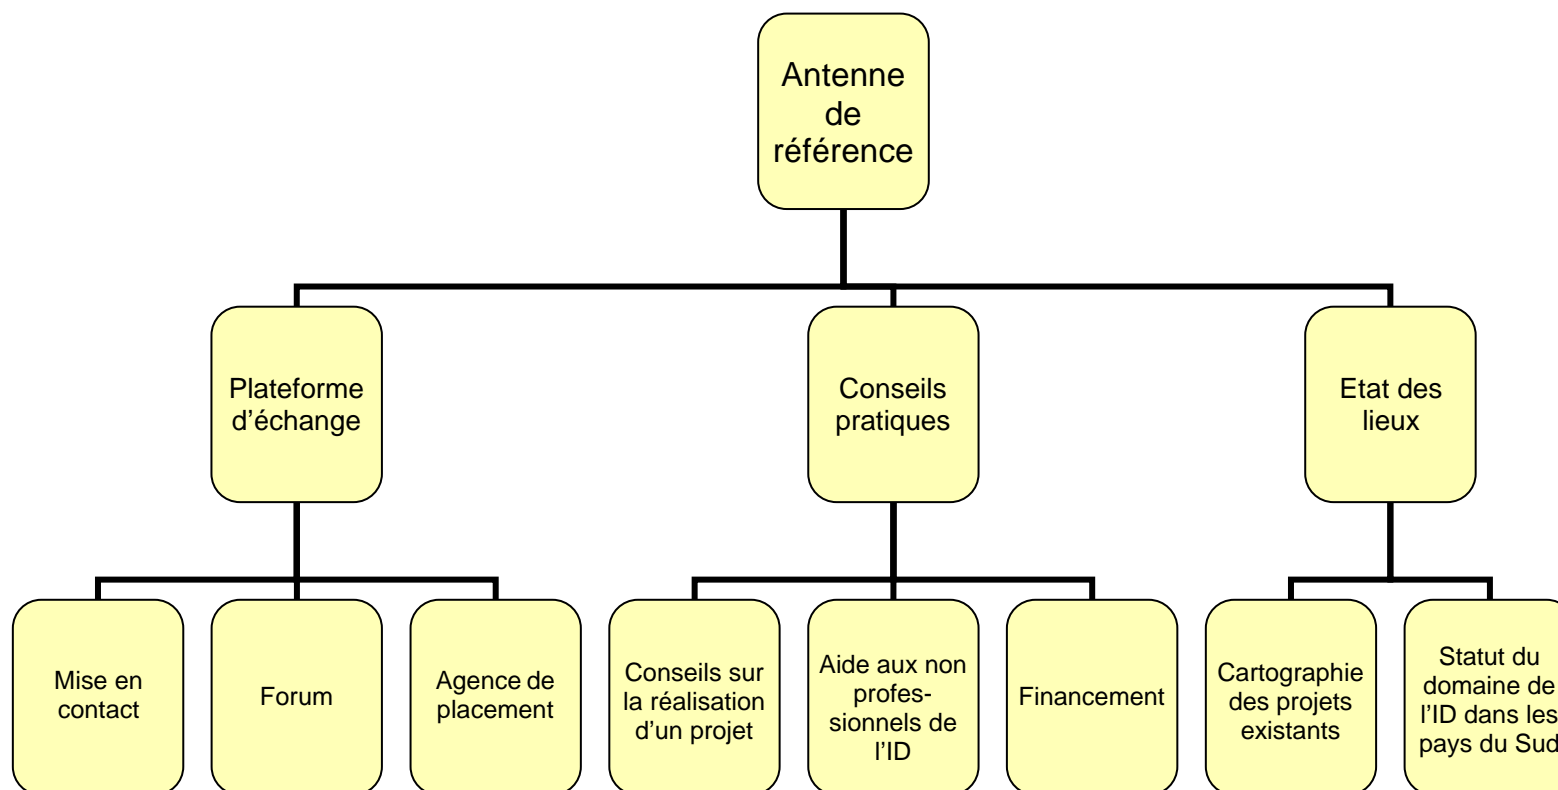 Antenne
de
référence
Plateforme
d’échange
Conseils
pratiques
Etat des
lieux
Mise en
contact
Forum
Agence de
placement
Conseils sur
la réalisation
d’un projet
Aide aux non
profes-
sionnels de
l’ID
Financement
Cartographie
des projets
existants
Statut du
domaine de
l’ID dans les
pays du Sud